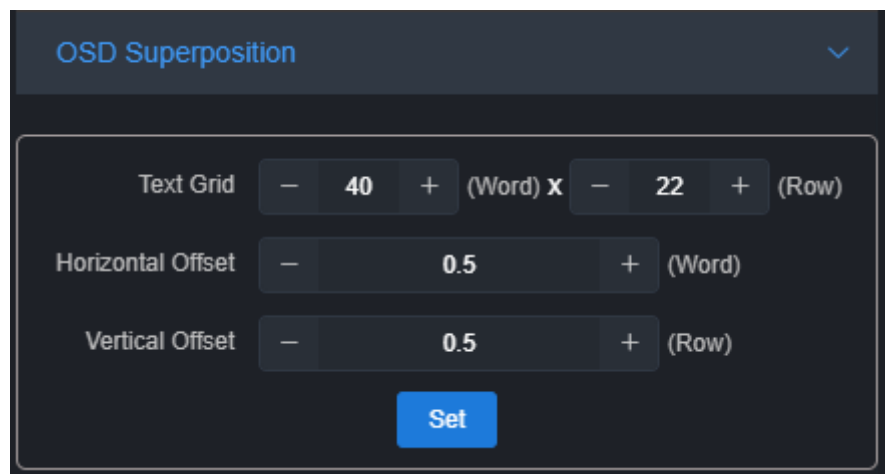 OSD Superposition
Text Grid − 40 + (Word) X − 22 + (Row)
Horizontal Offset − 0.5 + (Word)
Vertical Offset − 0.5 + (Row)
Set